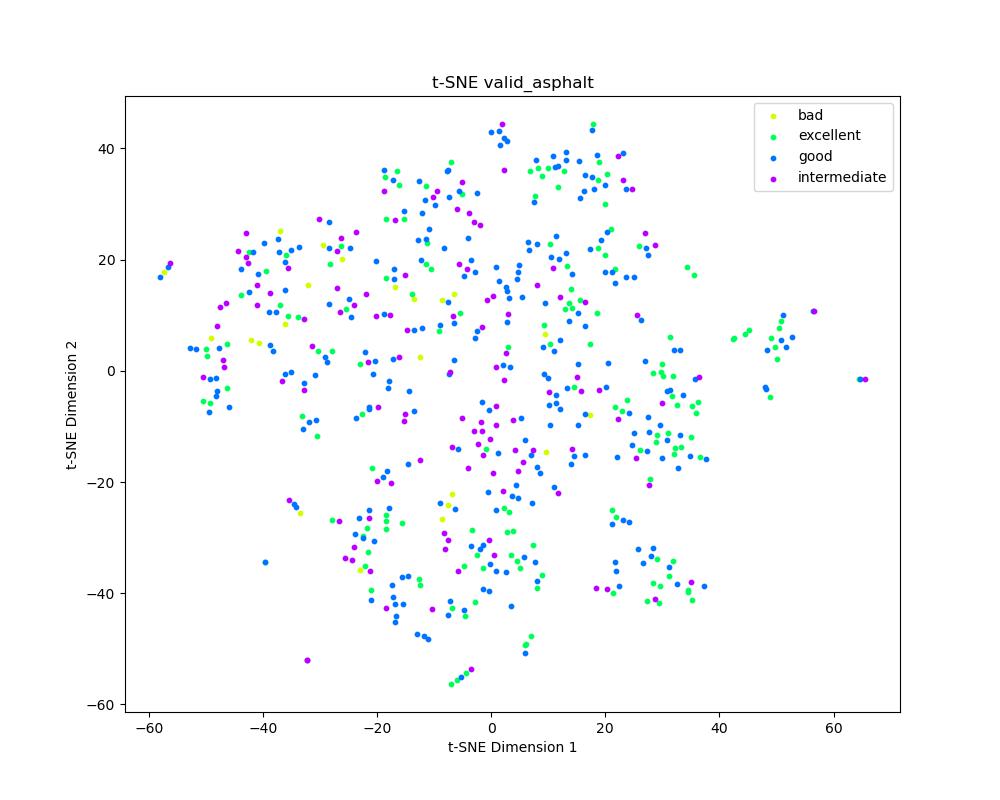 t-SNE valid_asphalt
bad
excellent
good
intermediate
40
20
0
−20
−40
−60
t-SNE Dimension 2
−60
−40
−20
0
20
40
60
t-SNE Dimension 1